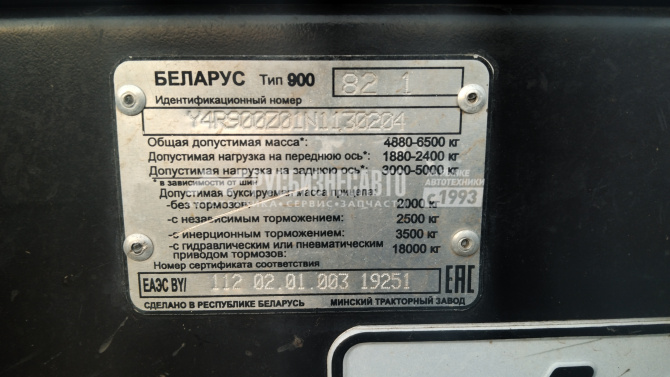 БЕЛАРУС Тип 900 82 1
Идентификационный номер
Y4R900Z01N1130204
Общая допустимая масса*: 4880-6500 кг
Допустимая нагрузка на переднюю ось*: 1880-2400 кг
Допустимая нагрузка на заднюю ось*: 3000-5000 кг
* в зависимости от шин
Допустимая буксируемая масса прицепа:
-без тормозов: 2000 кг
-с независимым торможением: 2500 кг
-с инерционным торможением: 3500 кг
-с гидравлическим или пневматическим
приводом тормозов: 18000 кг
Номер сертификата соответствия
ЕАЭС BY/ 112 02.01.003 19251 EAC
СДЕЛАНО В РЕСПУБЛИКЕ БЕЛАРУСЬ МИНСКИЙ ТРАКТОРНЫЙ ЗАВОД
АВТОТЕХНИКИ
с 1993